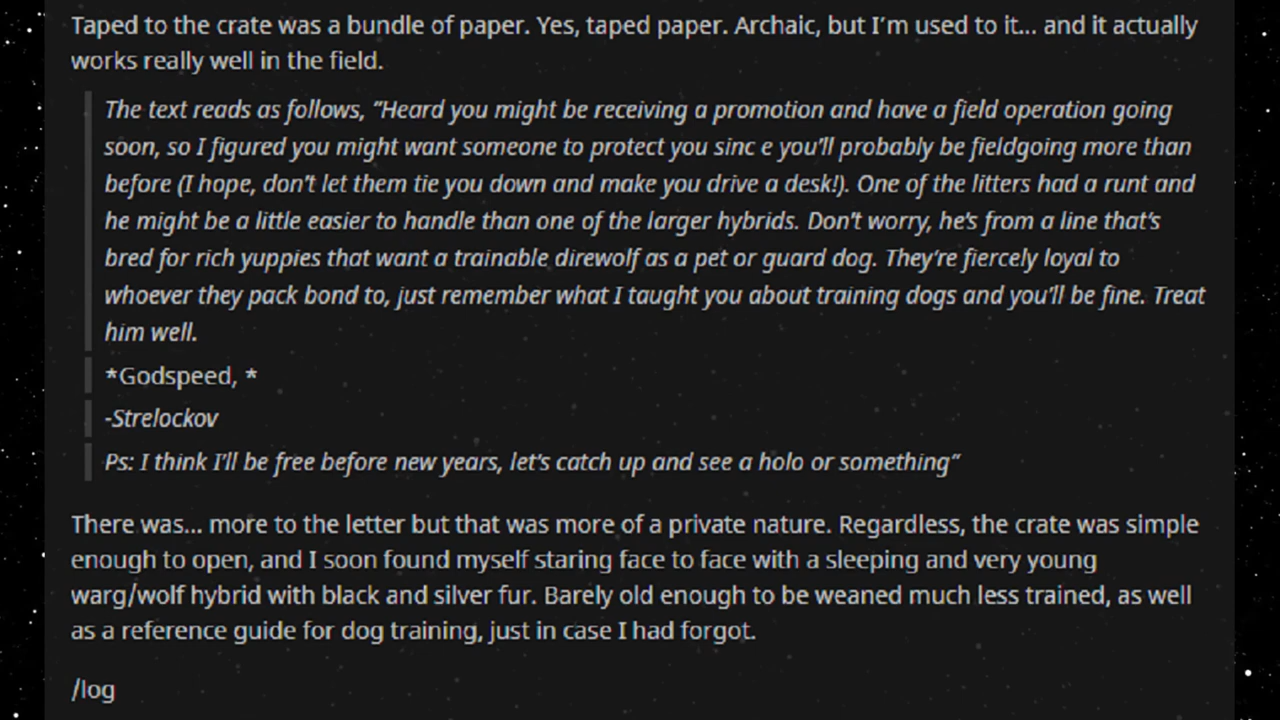 Taped to the crate was a bundle of paper. Yes, taped paper. Archaic, but I’m used to it... and it actually
works really well in the field.
The text reads as follows, “Heard you might be receiving a promotion and have a field operation going
soon, so I figured you might want someone to protect you sinc e you’ll probably be fieldgoing more than
before (I hope, don’t let them tie you down and make you drive a desk!). One of the litters had a runt and
he might be a little easier to handle than one of the larger hybrids. Don’t worry, he’s from a line that’s
bred for rich yuppies that want a trainable direwolf as a pet or guard dog. They’re fiercely loyal to
whoever they pack bond to, just remember what I taught you about training dogs and you’ll be fine. Treat
him well.
*Godspeed, *
-Strelockov
Ps: I think I’ll be free before new years, let’s catch up and see a holo or something”
There was... more to the letter but that was more of a private nature. Regardless, the crate was simple
enough to open, and I soon found myself staring face to face with a sleeping and very young
warg/wolf hybrid with black and silver fur. Barely old enough to be weaned much less trained, as well
as a reference guide for dog training, just in case I had forgot.
/log